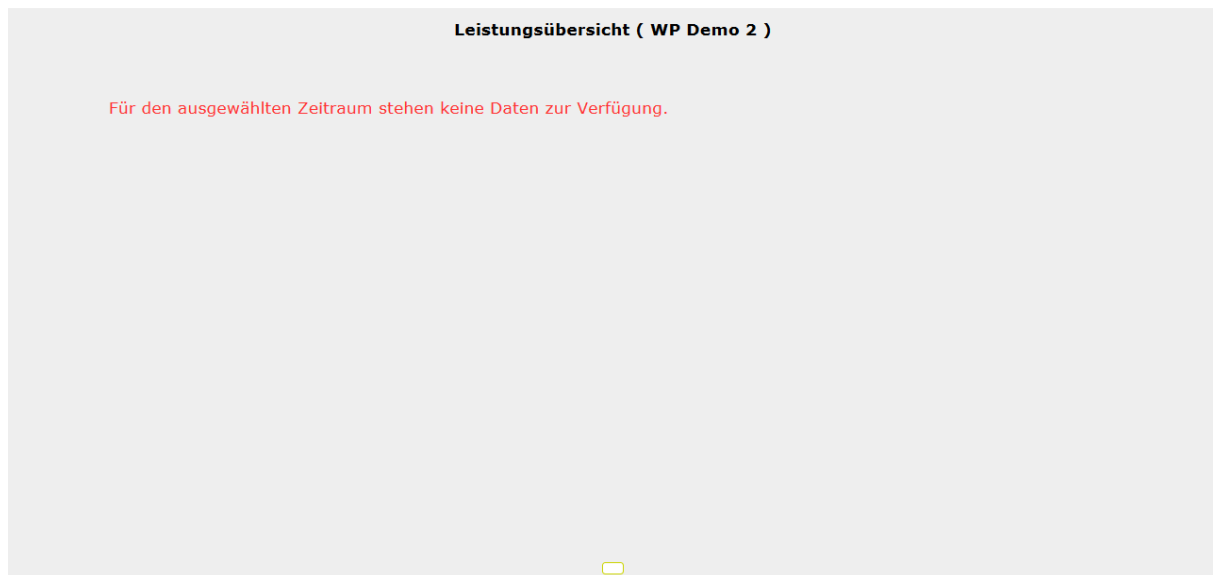 Leistungsübersicht ( WP Demo 2 )
Für den ausgewählten Zeitraum stehen keine Daten zur Verfügung.